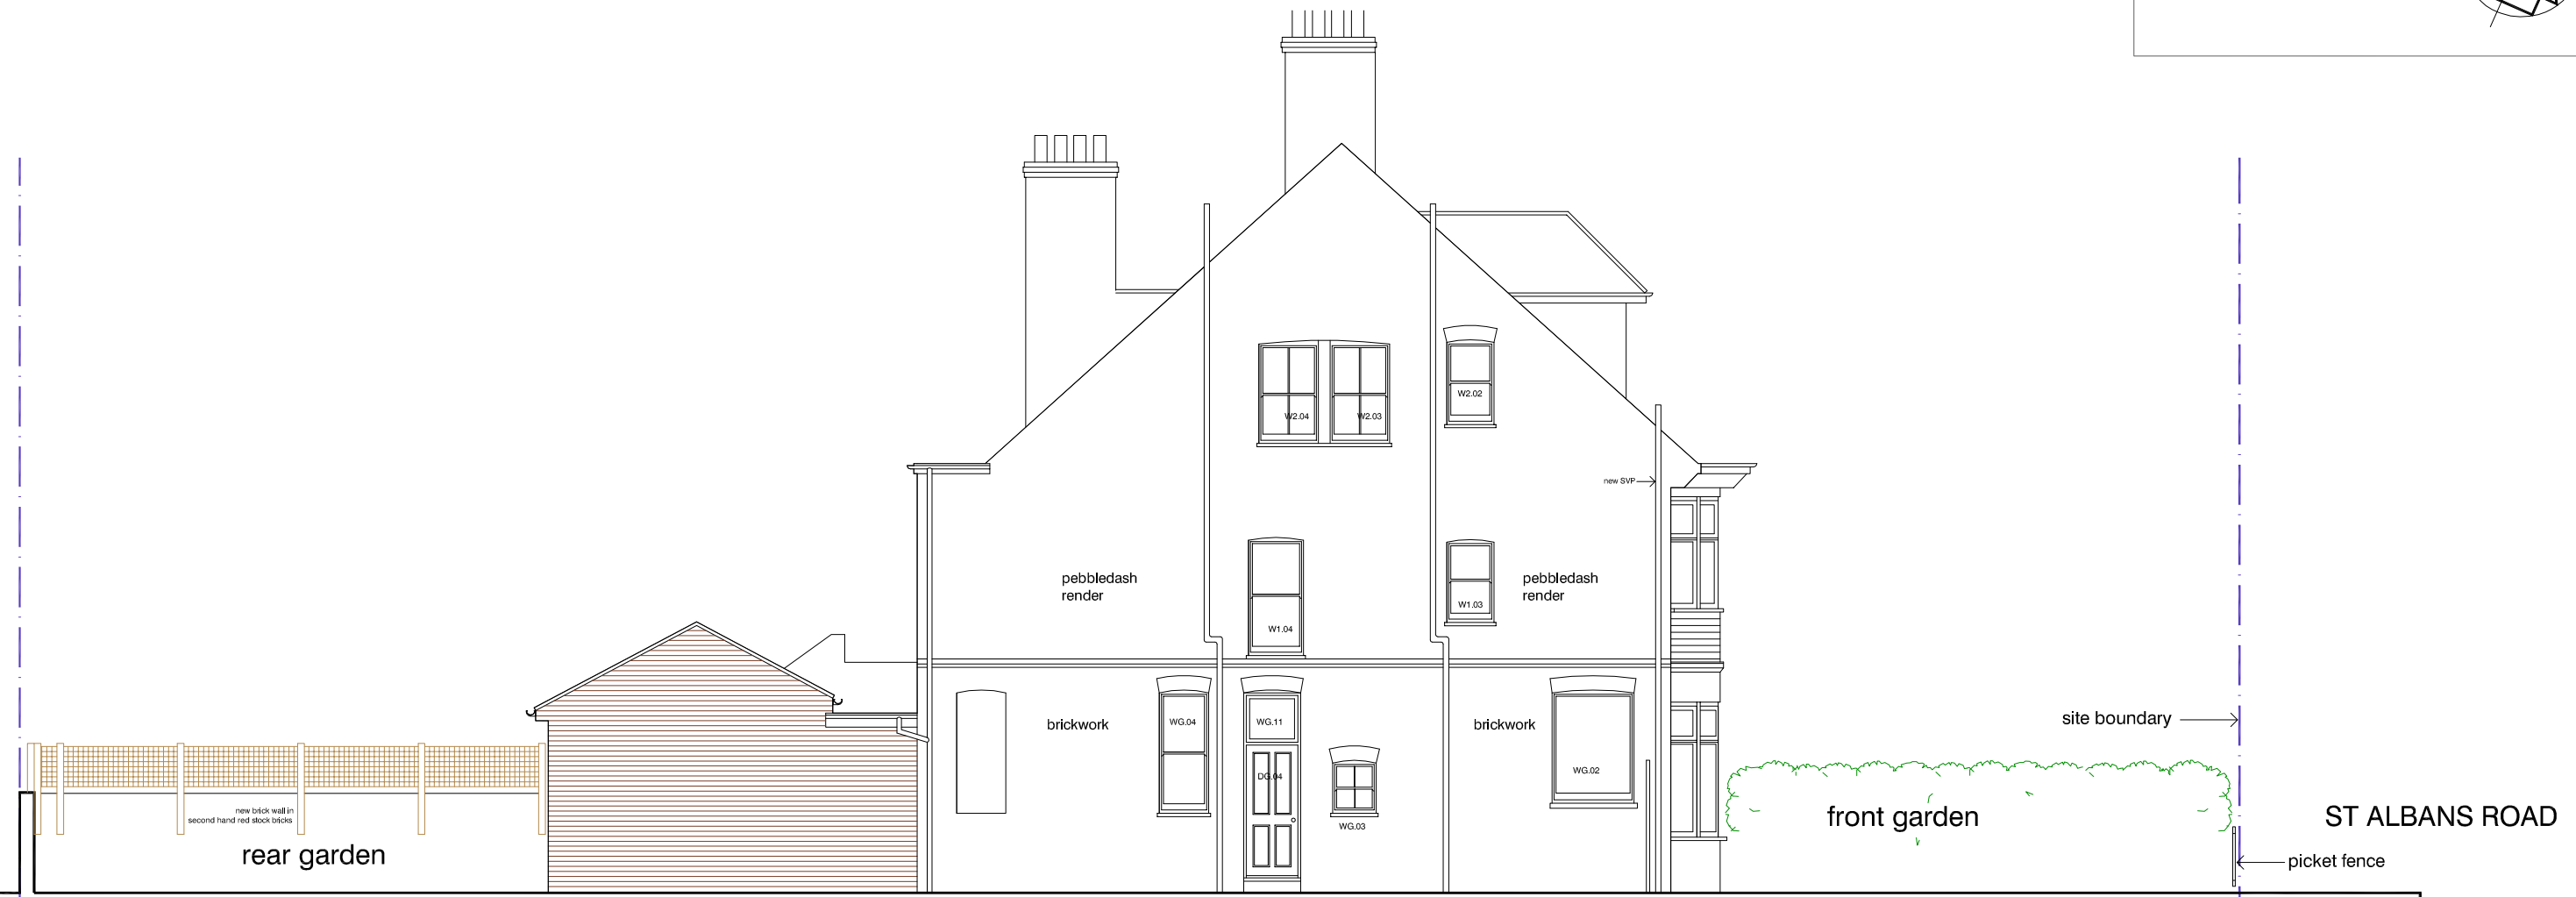 W2.04
W2.03
W2.02
new SVP
pebbledash
render
pebbledash
render
W1.03
W1.04
site boundary
brickwork
WG.04
WG.11
brickwork
WG.02
DG.04
new brick wall in
second hand red stock bricks
WG.03
front garden
ST ALBANS ROAD
rear garden
picket fence